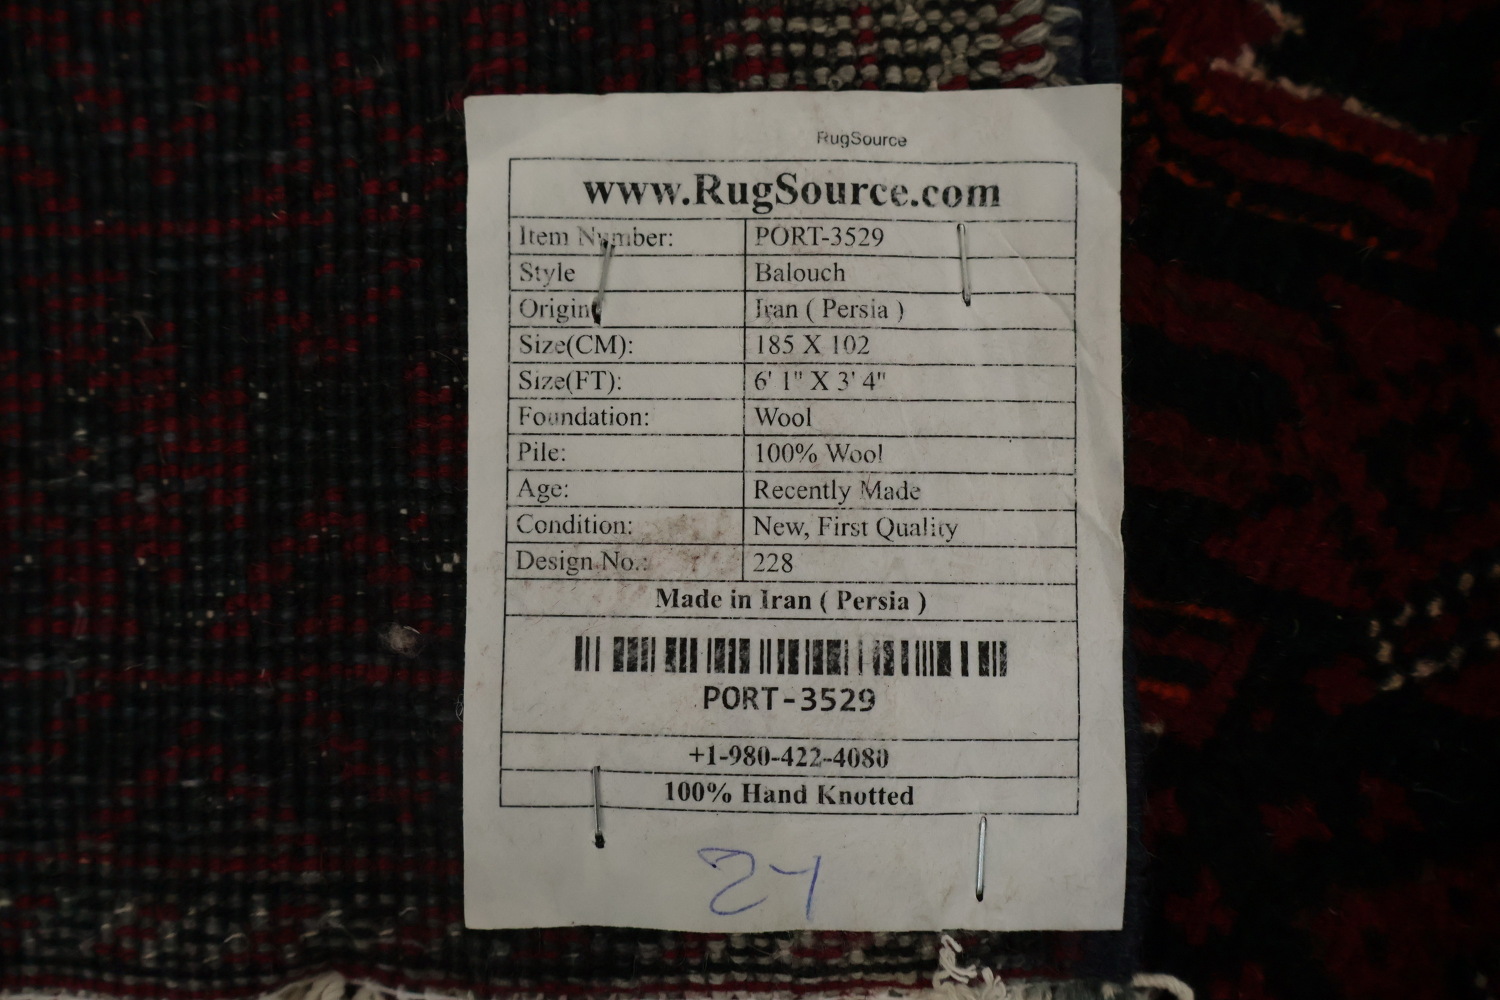 RugSource
www.RugSource.com
Item Number: PORT-3529
Style Balouch
Origin: Iran ( Persia )
Size(CM): 185 X 102
Size(FT): 6' 1" X 3' 4"
Foundation: Wool
Pile: 100% Wool
Age: Recently Made
Condition: New, First Quality
Design No.: 228
Made in Iran ( Persia )
PORT-3529
+1-980-422-4080
100% Hand Knotted
24